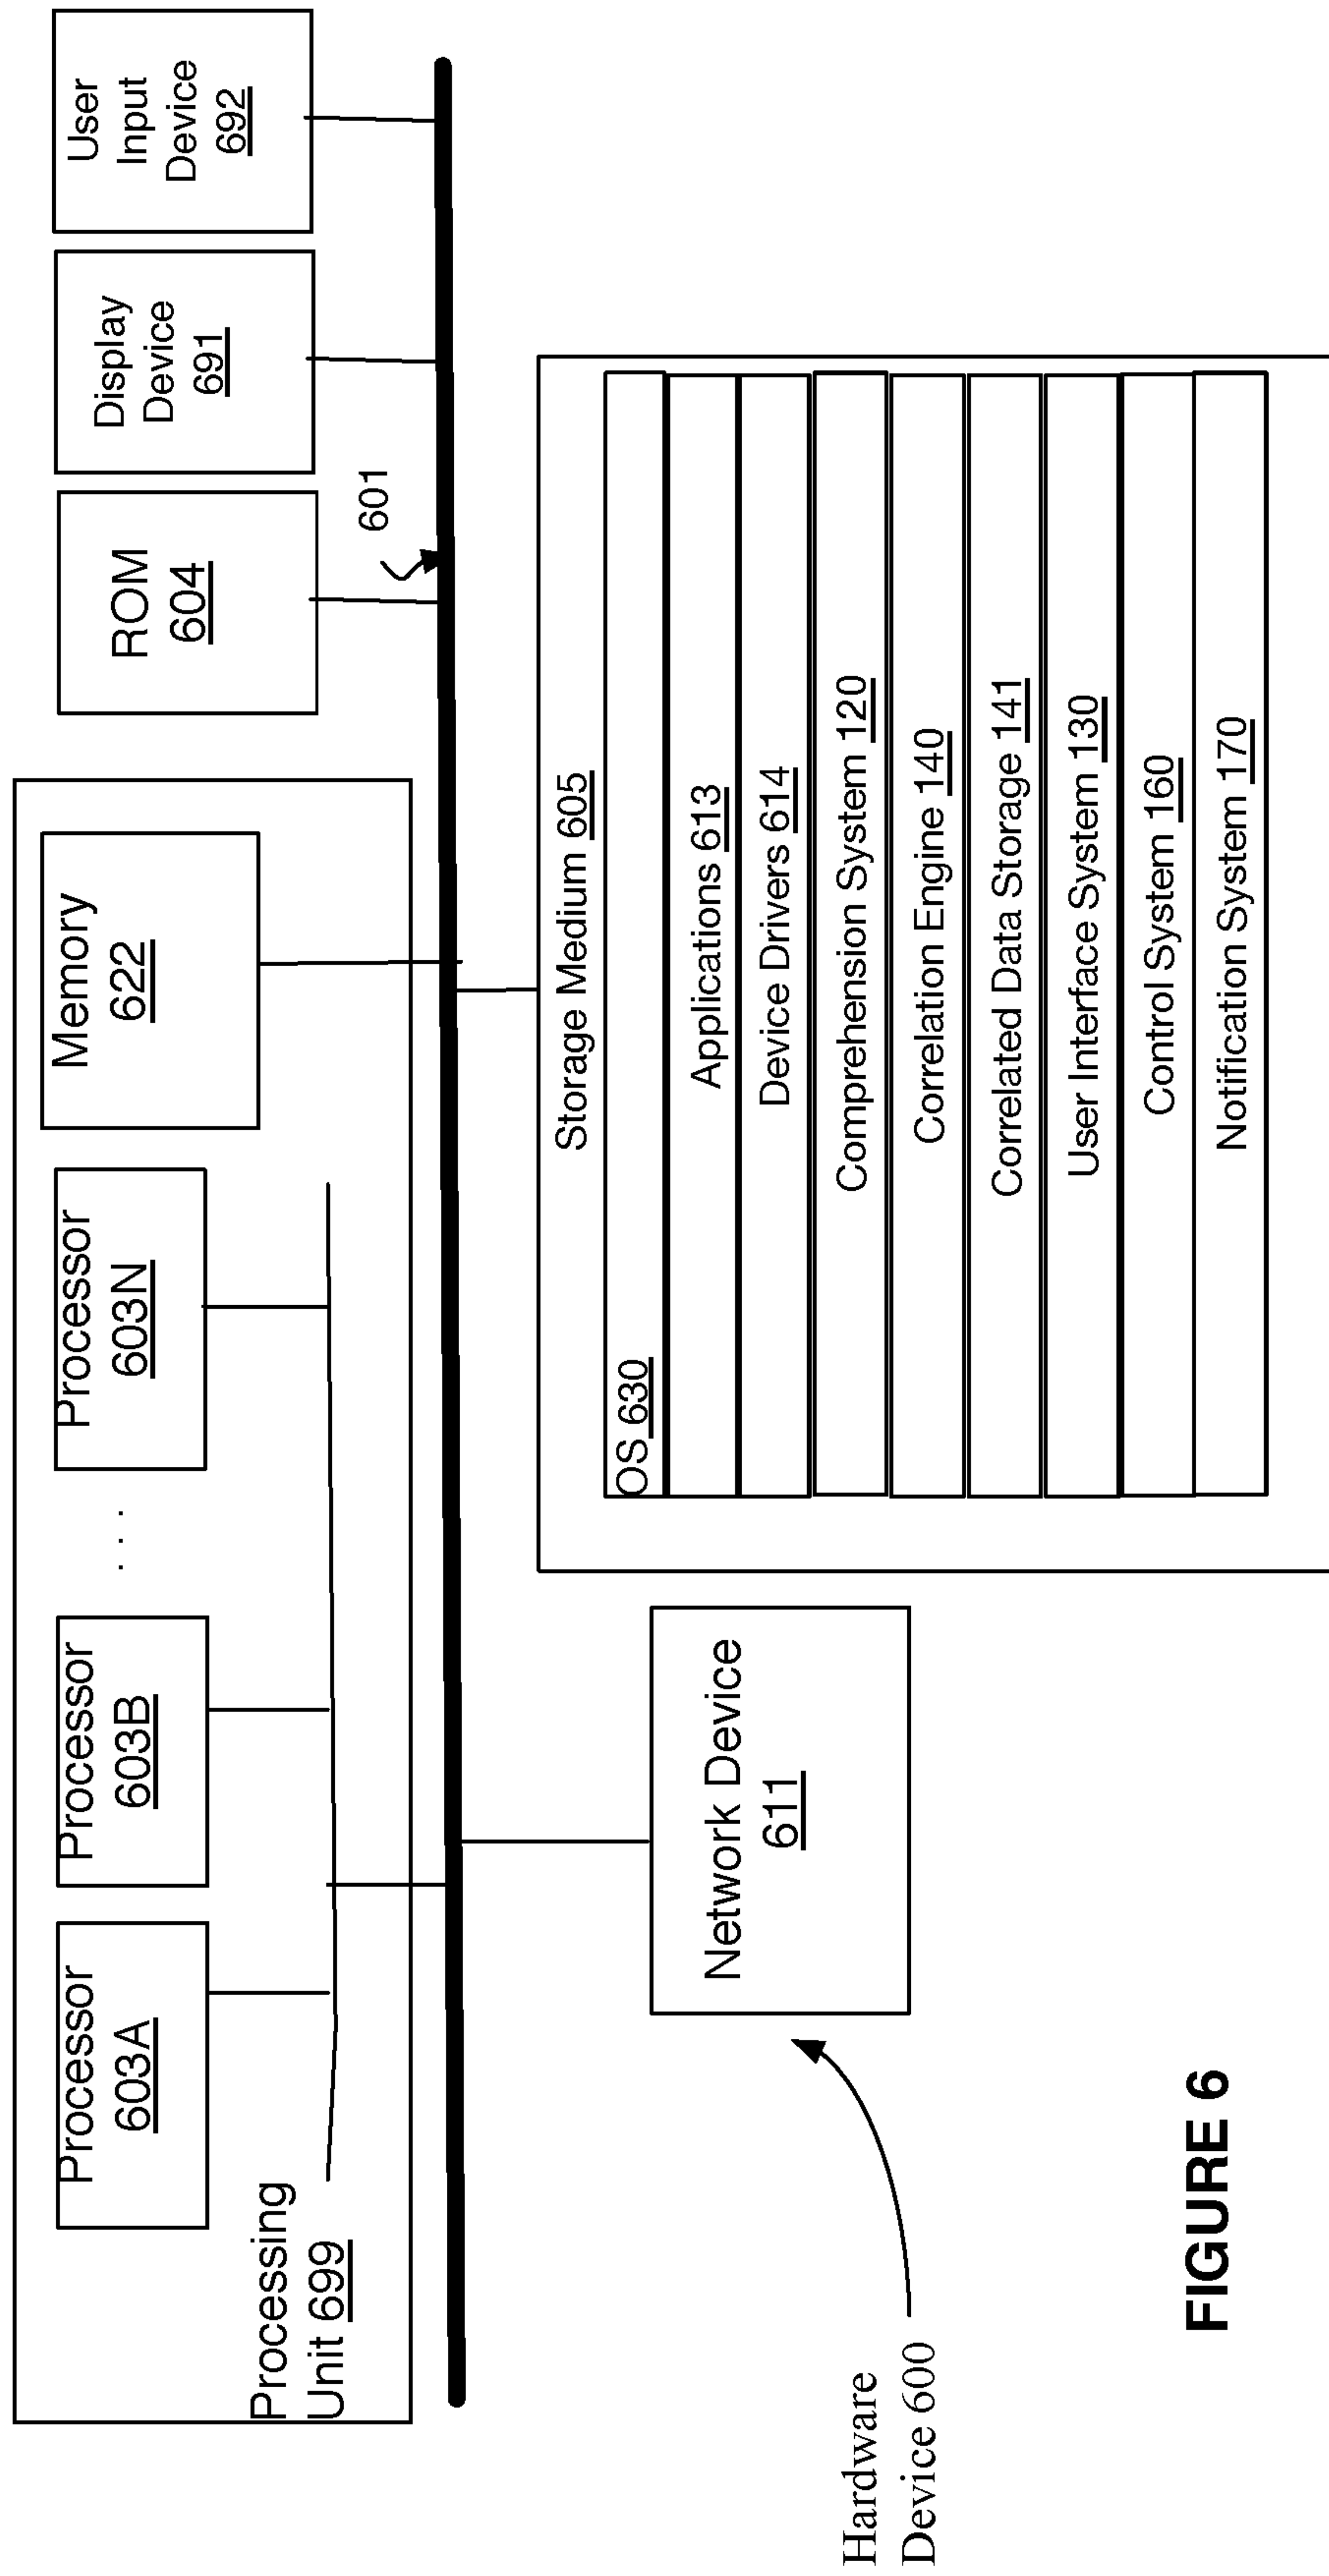 Processor
603A
Processor
603B
. . .
Processor
603N
Memory
622
Processing
Unit 699
ROM
604
Display
Device
691
User
Input
Device
692
601
Storage Medium 605
OS 630
Applications 613
Device Drivers 614
Comprehension System 120
Correlation Engine 140
Correlated Data Storage 141
User Interface System 130
Control System 160
Notification System 170
Network Device
611
Hardware
Device 600
FIGURE 6